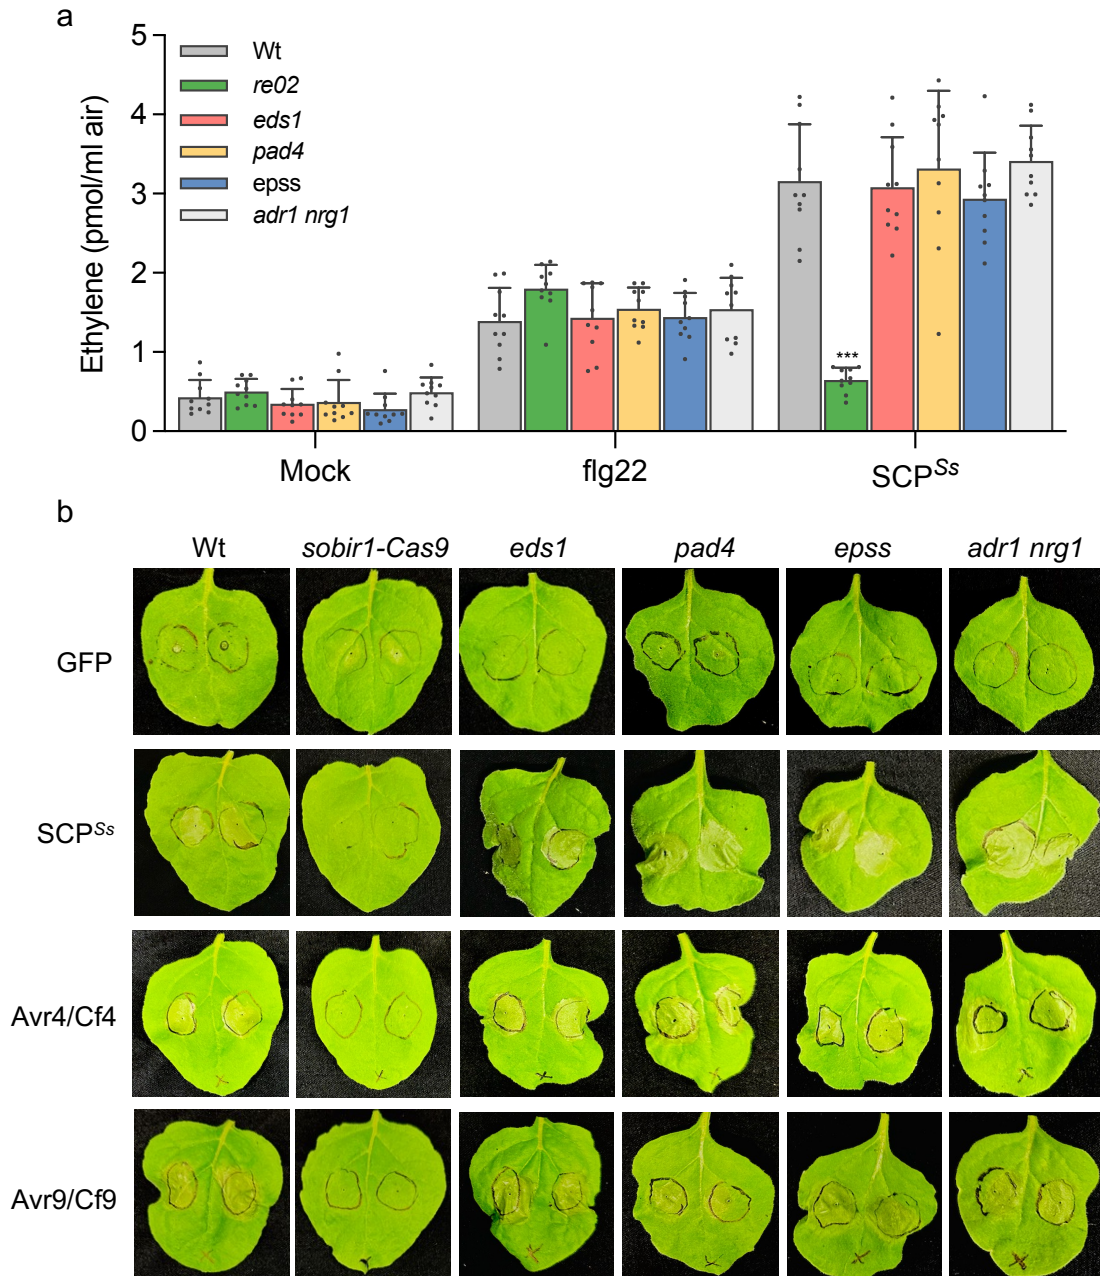 a
Ethylene (pmol/ml air)
5
4
3
2
1
0
Wt
re02
eds1
pad4
epss
adr1 nrg1
***
Mock flg22 SCPSs
b
Wt sobir1-Cas9 eds1 pad4 epss adr1 nrg1
GFP
SCPSs
Avr4/Cf4
Avr9/Cf9